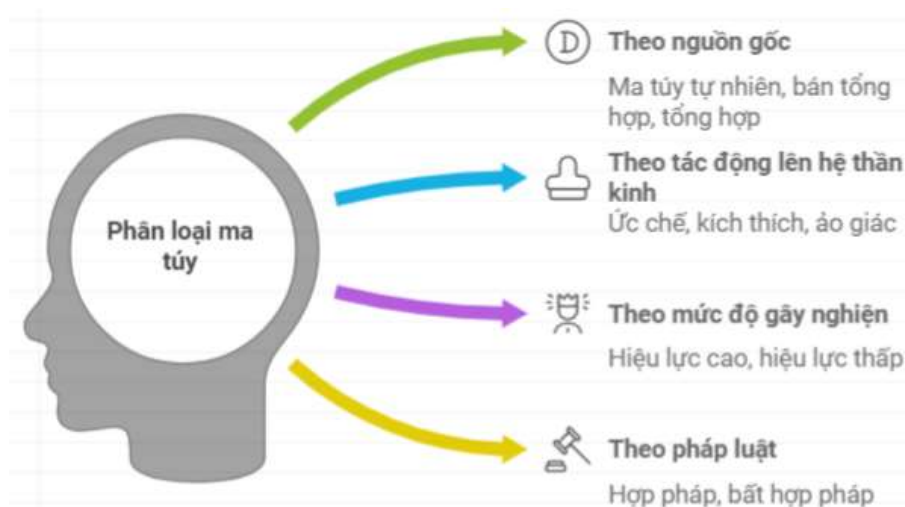 Phân loại ma
túy
D
Theo nguồn gốc
Ma túy tự nhiên, bán tổng
hợp, tổng hợp
Theo tác động lên hệ thần
kinh
Ức chế, kích thích, ảo giác
Theo mức độ gây nghiện
Hiệu lực cao, hiệu lực thấp
Theo pháp luật
Hợp pháp, bất hợp pháp